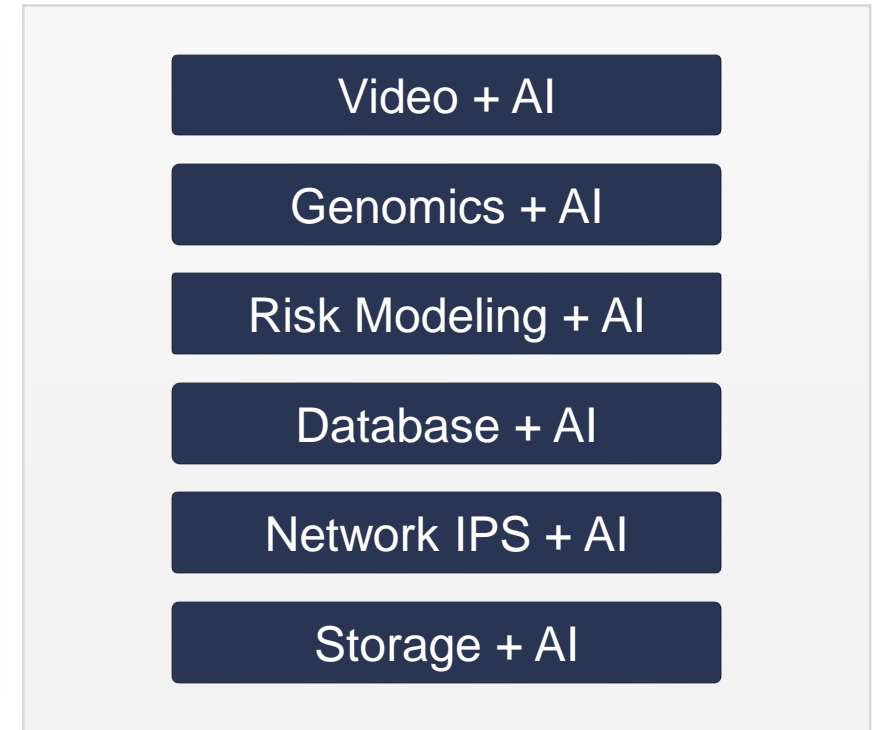 Video + AI
Genomics + AI
Risk Modeling + AI
Database + AI
Network IPS + AI
Storage + AI